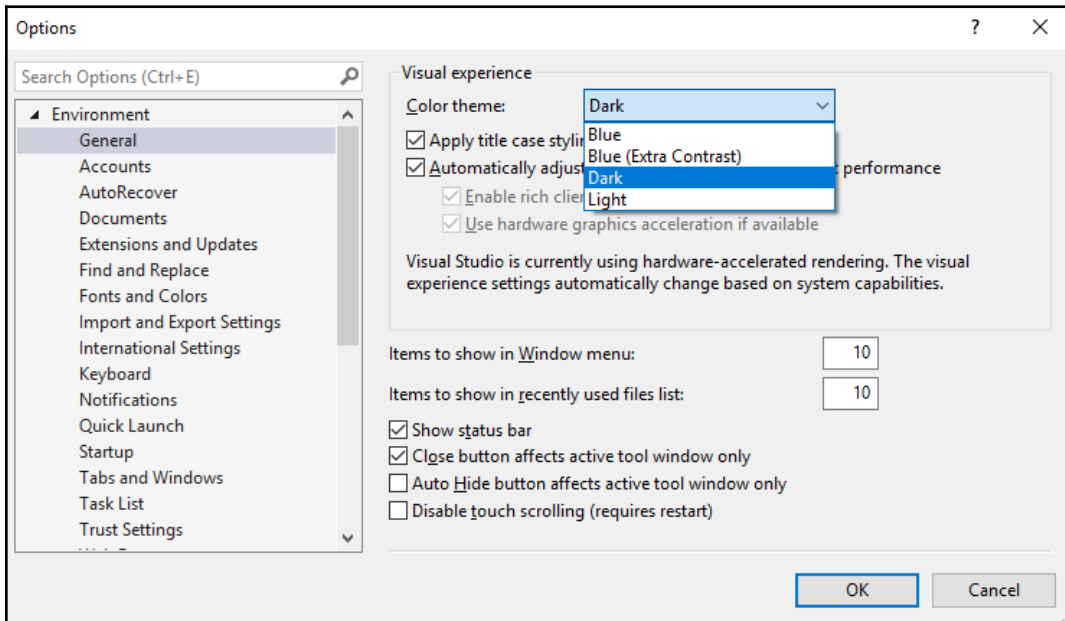 Options
?
Search Options (Ctrl+E)
Environment
General
Accounts
AutoRecover
Documents
Extensions and Updates
Find and Replace
Fonts and Colors
Import and Export Settings
International Settings
Keyboard
Notifications
Quick Launch
Startup
Tabs and Windows
Task List
Trust Settings
Visual experience
Color theme: Dark
Blue
Blue (Extra Contrast)
Dark
Light
Apply title case
Automatically performance
Enable rich
Use hardware graphics acceleration if available
Visual Studio is currently using hardware-accelerated rendering. The visual
experience settings automatically change based on system capabilities.
Items to show in Window menu: 10
Items to show in recently used files list: 10
Show status bar
Close button affects active tool window only
Auto Hide button affects active tool window only
Disable touch scrolling (requires restart)
OK Cancel